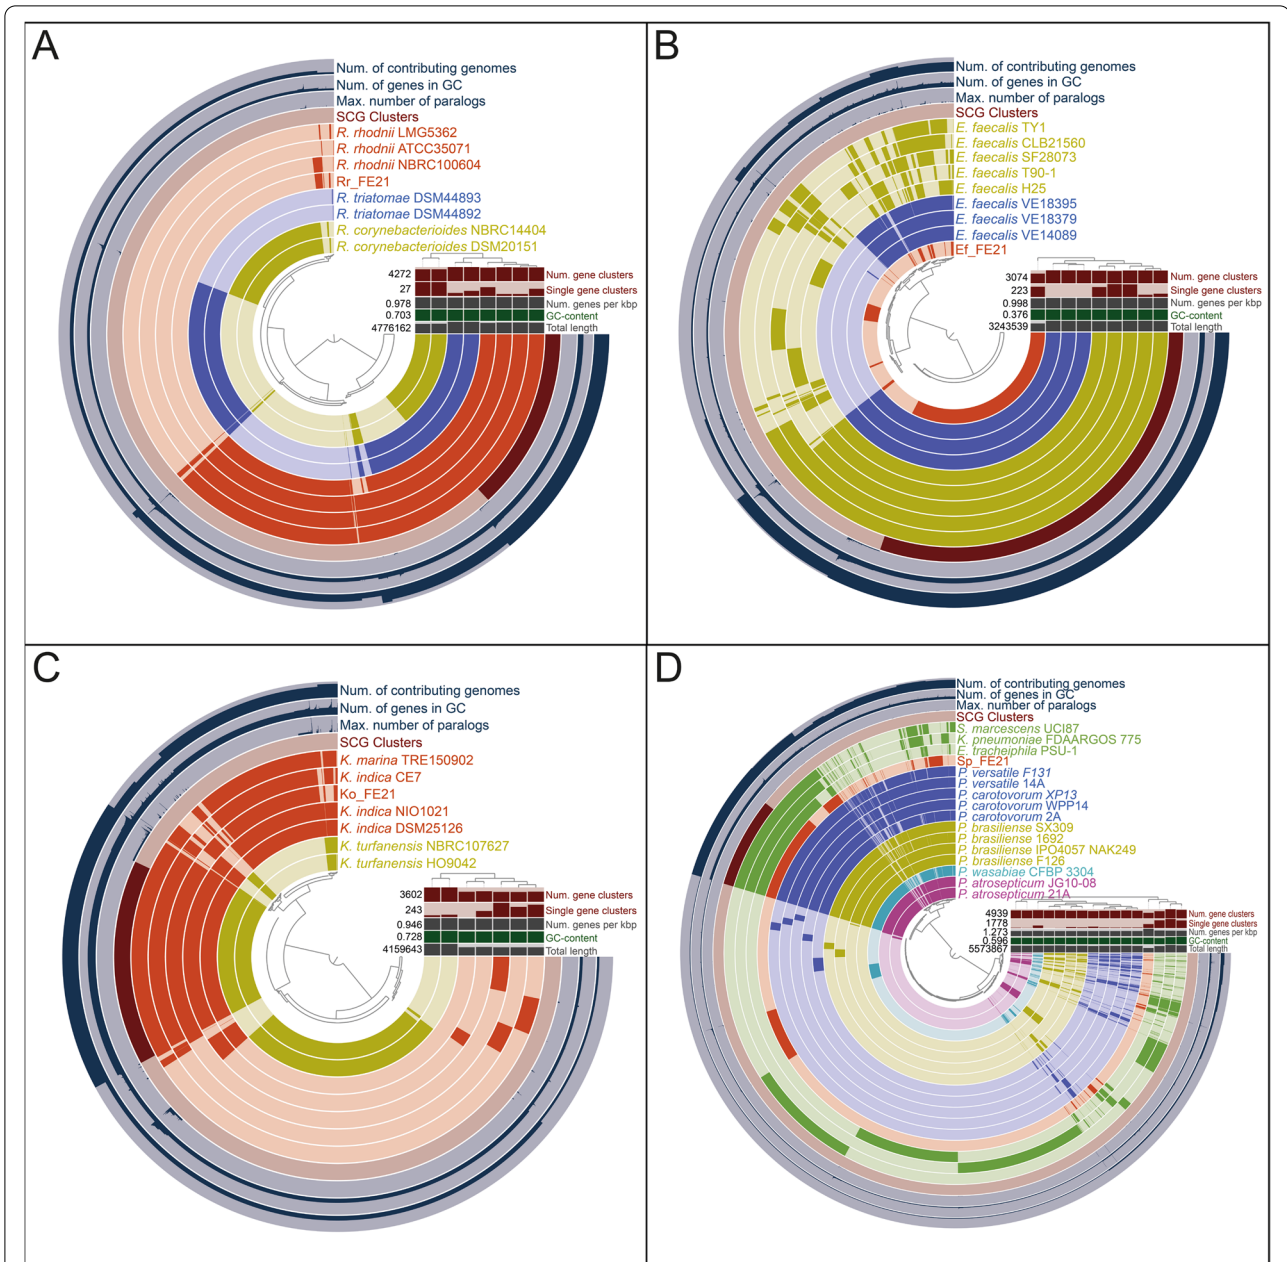 A
Num. of contributing genomes
Num. of genes in GC
Max. number of paralogs
SCG Clusters
R. rhodnii LMG5362
R. rhodnii ATCC35071
R. rhodnii NBRC100604
Rr_FE21
R. triatomae DSM44893
R. triatomae DSM44892
R. corynebacterioides NBRC14404
R. corynebacterioides DSM20151
4272 Num. gene clusters
27 Single gene clusters
0.978 Num. genes per kbp
0.703 GC-content
4776162 Total length
B
Num. of contributing genomes
Num. of genes in GC
Max. number of paralogs
SCG Clusters
E. faecalis TY1
E. faecalis CLB21560
E. faecalis SF28073
E. faecalis T90-1
E. faecalis H25
E. faecalis VE18395
E. faecalis VE18379
E. faecalis VE14089
Ef_FE21
3074 Num. gene clusters
223 Single gene clusters
0.998 Num. genes per kbp
0.376 GC-content
3243539 Total length
C
Num. of contributing genomes
Num. of genes in GC
Max. number of paralogs
SCG Clusters
K. marina TRE150902
K. indica CE7
Ko_FE21
K. indica NIO1021
K. indica DSM25126
K. turfanensis NBRC107627
K. turfanensis HO9042
3602 Num. gene clusters
243 Single gene clusters
0.946 Num. genes per kbp
0.728 GC-content
4159643 Total length
D
Num. of contributing genomes
Num. of genes in GC
Max. number of paralogs
SCG Clusters
S. marcescens UCI87
K. pneumoniae FDAARGOS 775
E. tracheiphila PSU-1
Sp_FE21
P. versatile F131
P. versatile 14A
P. carotovorum XP13
P. carotovorum WPP14
P. carotovorum 2A
P. brasiliense SX309
P. brasiliense 1692
P. brasiliense IPO4057 NAK249
P. brasiliense F126
P. wasabiae CFBP 3304
P. atrosepticum JG10-08
P. atrosepticum 21A
4939 Num. gene clusters
1778 Single gene clusters
1.273 Num. genes per kbp
0.596 GC-content
5573867 Total length